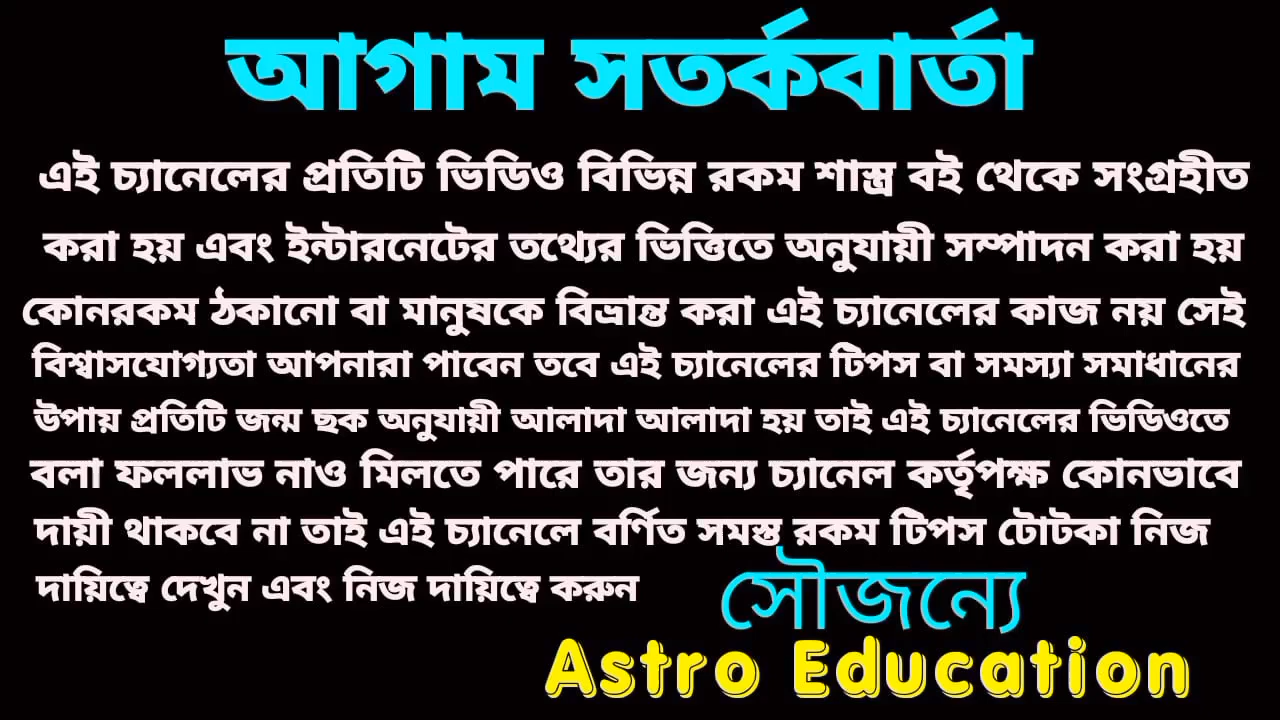 আগাম সতর্কবার্তা
এই চ্যানেলের প্রতিটি ভিডিও বিভিন্ন রকম শাস্ত্র বই থেকে সংগ্রহীত
করা হয় এবং ইন্টারনেটের তথ্যের ভিত্তিতে অনুযায়ী সম্পাদন করা হয়
কোনরকম ঠকানো বা মানুষকে বিভ্রান্ত করা এই চ্যানেলের কাজ নয় সেই
বিশ্বাসযোগ্যতা আপনারা পাবেন তবে এই চ্যানেলের টিপস বা সমস্যা সমাধানের
উপায় প্রতিটি জন্ম ছক অনুযায়ী আলাদা আলাদা হয় তাই এই চ্যানেলের ভিডিওতে
বলা ফললাভ নাও মিলতে পারে তার জন্য চ্যানেল কর্তৃপক্ষ কোনভাবে
দায়ী থাকবে না তাই এই চ্যানেলে বর্ণিত সমস্ত রকম টিপস টোটকা নিজ
দায়িত্বে দেখুন এবং নিজ দায়িত্বে করুন
সৌজন্যে
Astro Education